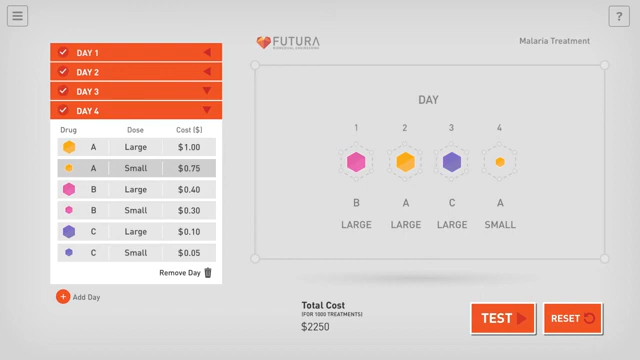 ?
FUTURA
Malaria Treatment
DAY 1
DAY 2
DAY 3
DAY 4
Drug Dose Cost ($)
A Large $1.00
A Small $0.75
B Large $0.40
B Small $0.30
C Large $0.10
C Small $0.05
Remove Day
Add Day
DAY
1 2 3 4
B A C A
LARGE LARGE LARGE SMALL
Total Cost
(FOR 1000 TREATMENTS)
$2250
TEST
RESET